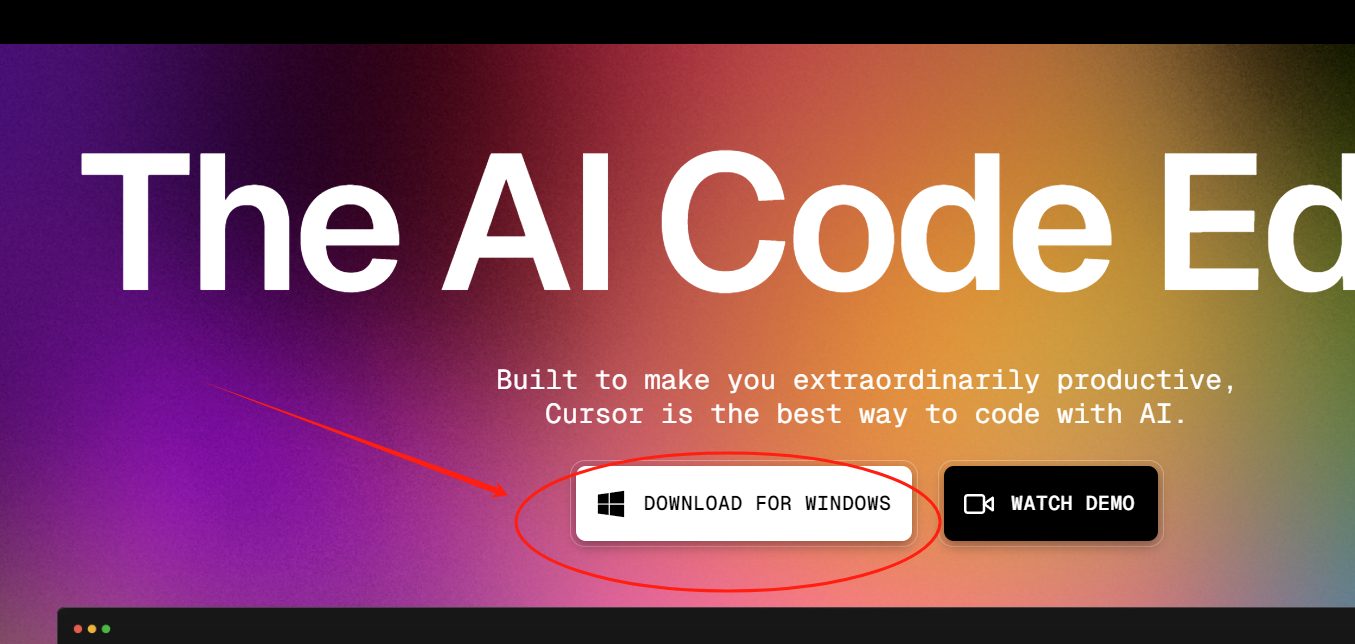 The AI Code Ed
Built to make you extraordinarily productive,
Cursor is the best way to code with AI.
DOWNLOAD FOR WINDOWS
WATCH DEMO